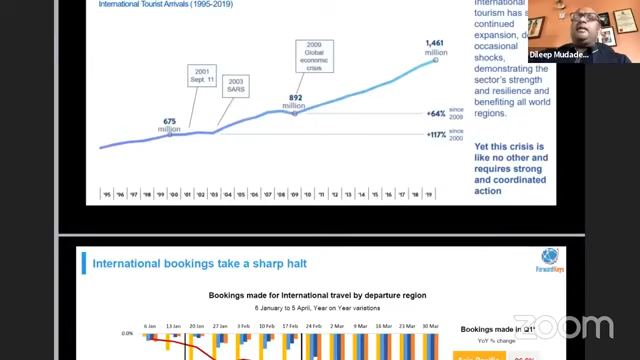 International Tourist Arrivals (1995-2019)
International
tourism has
continued
expansion,
occasional
shocks,
demonstrating the
sector's strength
and resilience and
benefiting all world
regions.
Yet this crisis is
like no other and
requires strong
and coordinated
action
Dileep Mudade...
2009
Global
economic
crisis
1,461
million
2001
Sept. 11
2003
SARS
892
million
675
million
+64% since
2009
+117% since
2000
'95 '96 '97 '98 '99 '00 '01 '02 '03 '04 '05 '06 '07 '08 '09 '10 '11 '12 '13 '14 '15 '16 '17 '18 '19
International bookings take a sharp halt
ForwardKeys
Bookings made for International travel by departure region
6 January to 5 April, Year on Year variations
6 Jan 13 Jan 20 Jan 27 Jan 3 Feb 10 Feb 17 Feb 24 Feb 2 Mar 9 Mar 16 Mar 23 Mar 30 Mar
0.0%
Bookings made in Q1*
YoY % change
zoom